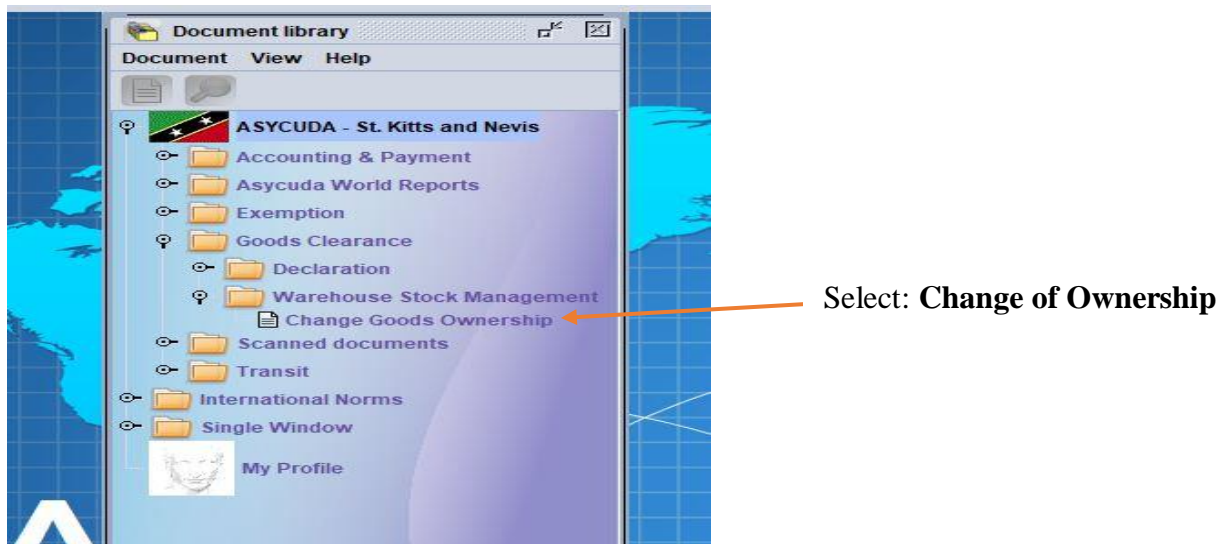 Document library
Document View Help
ASYCUDA - St. Kitts and Nevis
Accounting & Payment
Asycuda World Reports
Exemption
Goods Clearance
Declaration
Warehouse Stock Management
Change Goods Ownership
Select: Change of Ownership
Scanned documents
Transit
International Norms
Single Window
My Profile
A